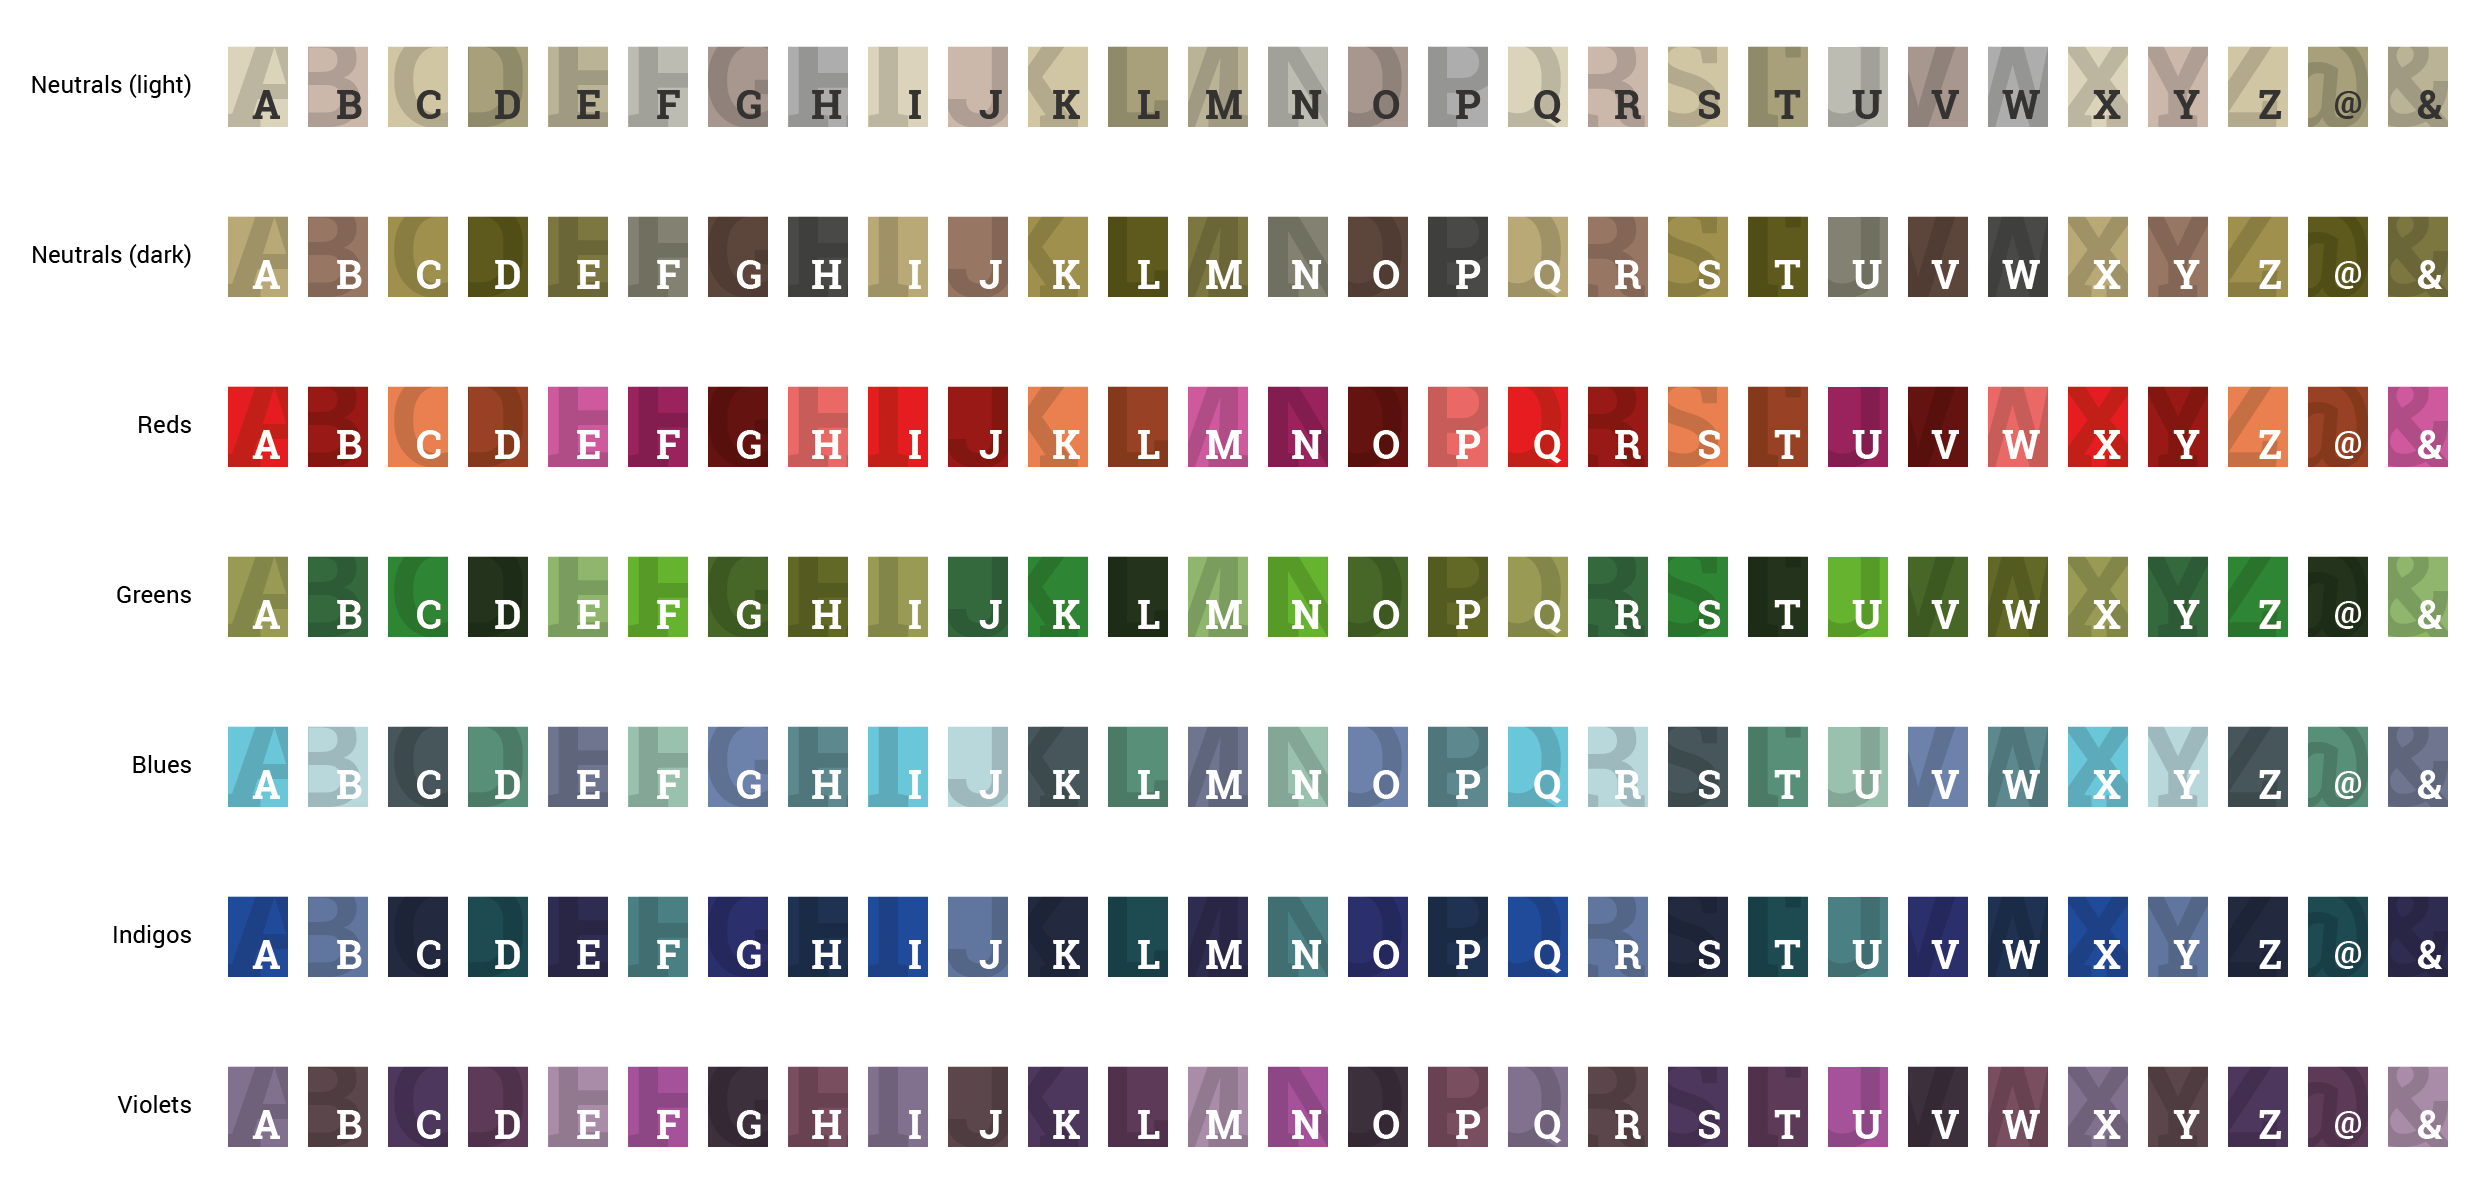 Neutrals (light) A B C D E F G H I J K L M N O P Q R S T U V W X Y Z @ &
Neutrals (dark) A B C D E F G H I J K L M N O P Q R S T U V W X Y Z @ &
Reds A B C D E F G H I J K L M N O P Q R S T U V W X Y Z @ &
Greens A B C D E F G H I J K L M N O P Q R S T U V W X Y Z @ &
Blues A B C D E F G H I J K L M N O P Q R S T U V W X Y Z @ &
Indigos A B C D E F G H I J K L M N O P Q R S T U V W X Y Z @ &
Violets A B C D E F G H I J K L M N O P Q R S T U V W X Y Z @ &